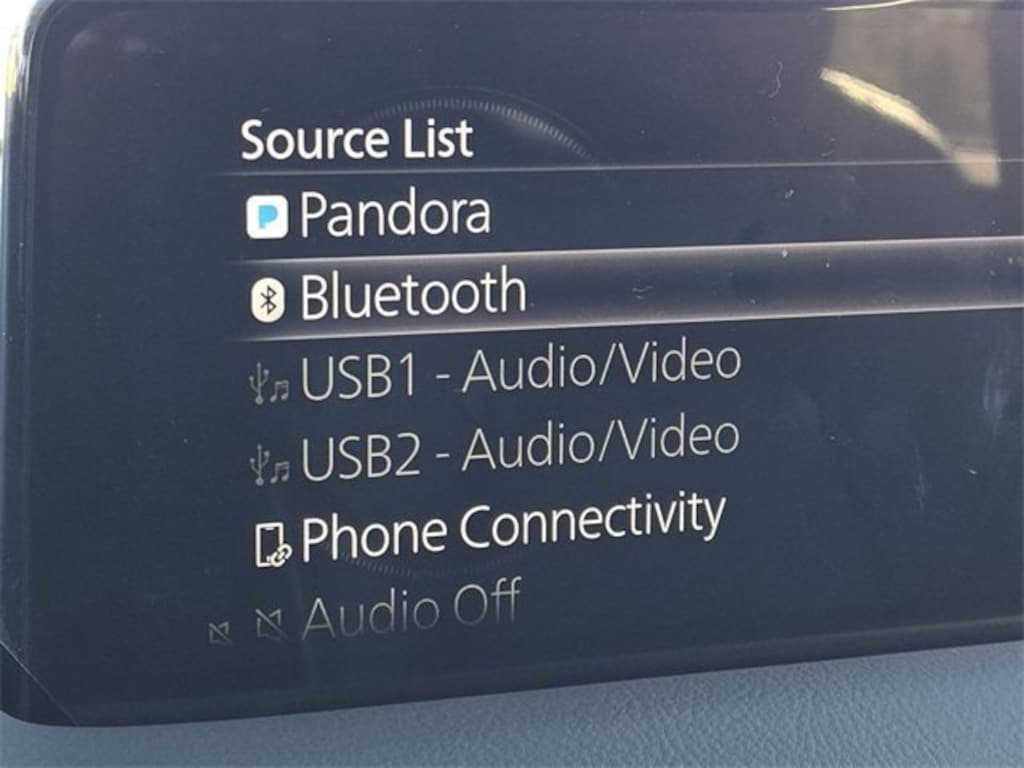 Source List
Pandora
Bluetooth
USB1 - Audio/Video
USB2 - Audio/Video
Phone Connectivity
Audio Off